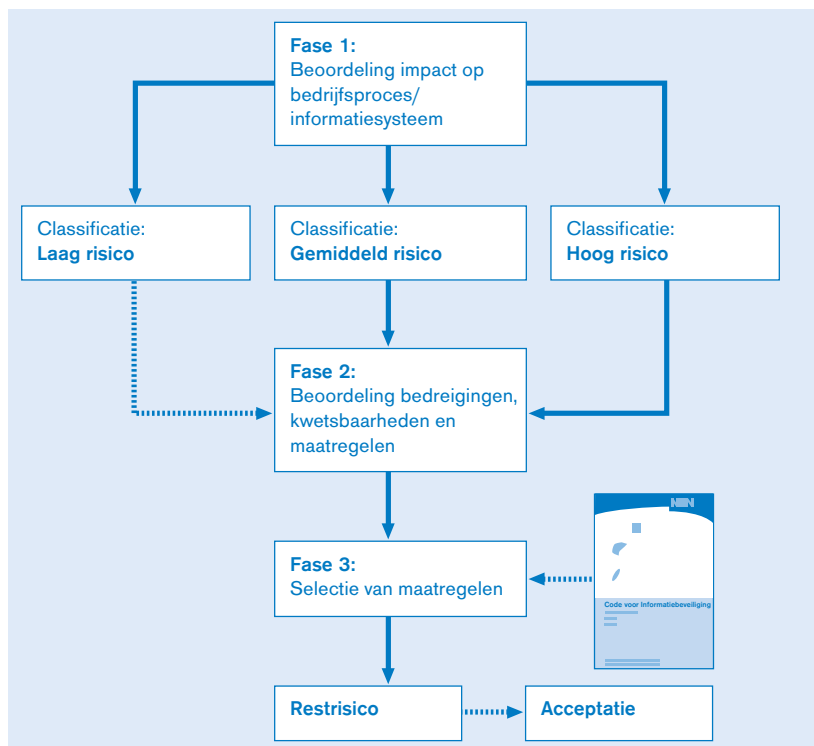 Fase 1:
Beoordeling impact op
bedrijfsproces/
informatiesysteem
Classificatie:
Laag risico
Classificatie:
Gemiddeld risico
Classificatie:
Hoog risico
Fase 2:
Beoordeling bedreigingen,
kwetsbaarheden en
maatregelen
NEN
Fase 3:
Selectie van maatregelen
Code voor Informatiebeveiliging
Restrisico
Acceptatie